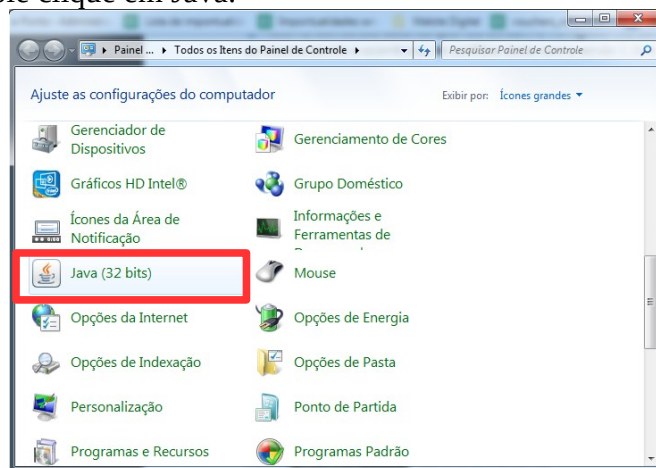 clique em Java.
Painel ... ▸ Todos os Itens do Painel de Controle ▸
Pesquisar Painel de Controle
Ajuste as configurações do computador
Exibir por: Ícones grandes
Gerenciador de
Dispositivos
Gerenciamento de Cores
Gráficos HD Intel®
Grupo Doméstico
Ícones da Área de
Notificação
Informações e
Ferramentas de
Java (32 bits)
Mouse
Opções da Internet
Opções de Energia
Opções de Indexação
Opções de Pasta
Personalização
Ponto de Partida
Programas e Recursos
Programas Padrão